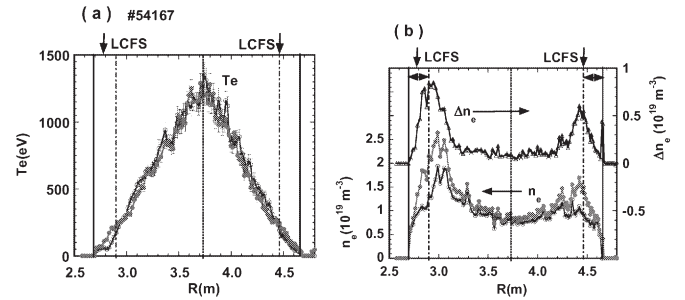 ( a ) #54167
LCFS LCFS
1500
1000
500
0
Te(eV)
Te
2.5 3.0 3.5 4.0 4.5
R(m)
( b )
LCFS LCFS
1
0.5
0
-0.5
Δne (10^19 m^-3)
Δne
2.5
2
1.5
1
0.5
0
ne(10^19 m^-3)
ne
2.5 3.0 3.5 4.0 4.5
R(m)